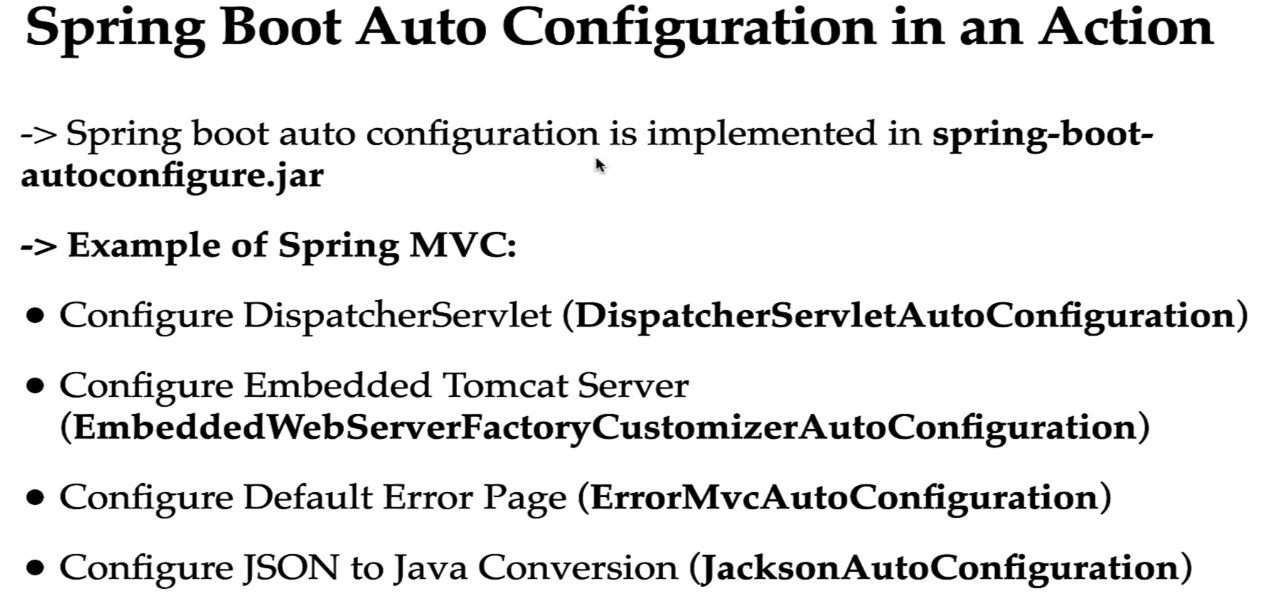 Spring Boot Auto Configuration in an Action
-> Spring boot auto configuration is implemented in spring-boot-
autoconfigure.jar
-> Example of Spring MVC:
● Configure DispatcherServlet (DispatcherServletAutoConfiguration)
● Configure Embedded Tomcat Server
(EmbeddedWebServerFactoryCustomizerAutoConfiguration)
● Configure Default Error Page (ErrorMvcAutoConfiguration)
● Configure JSON to Java Conversion (JacksonAutoConfiguration)